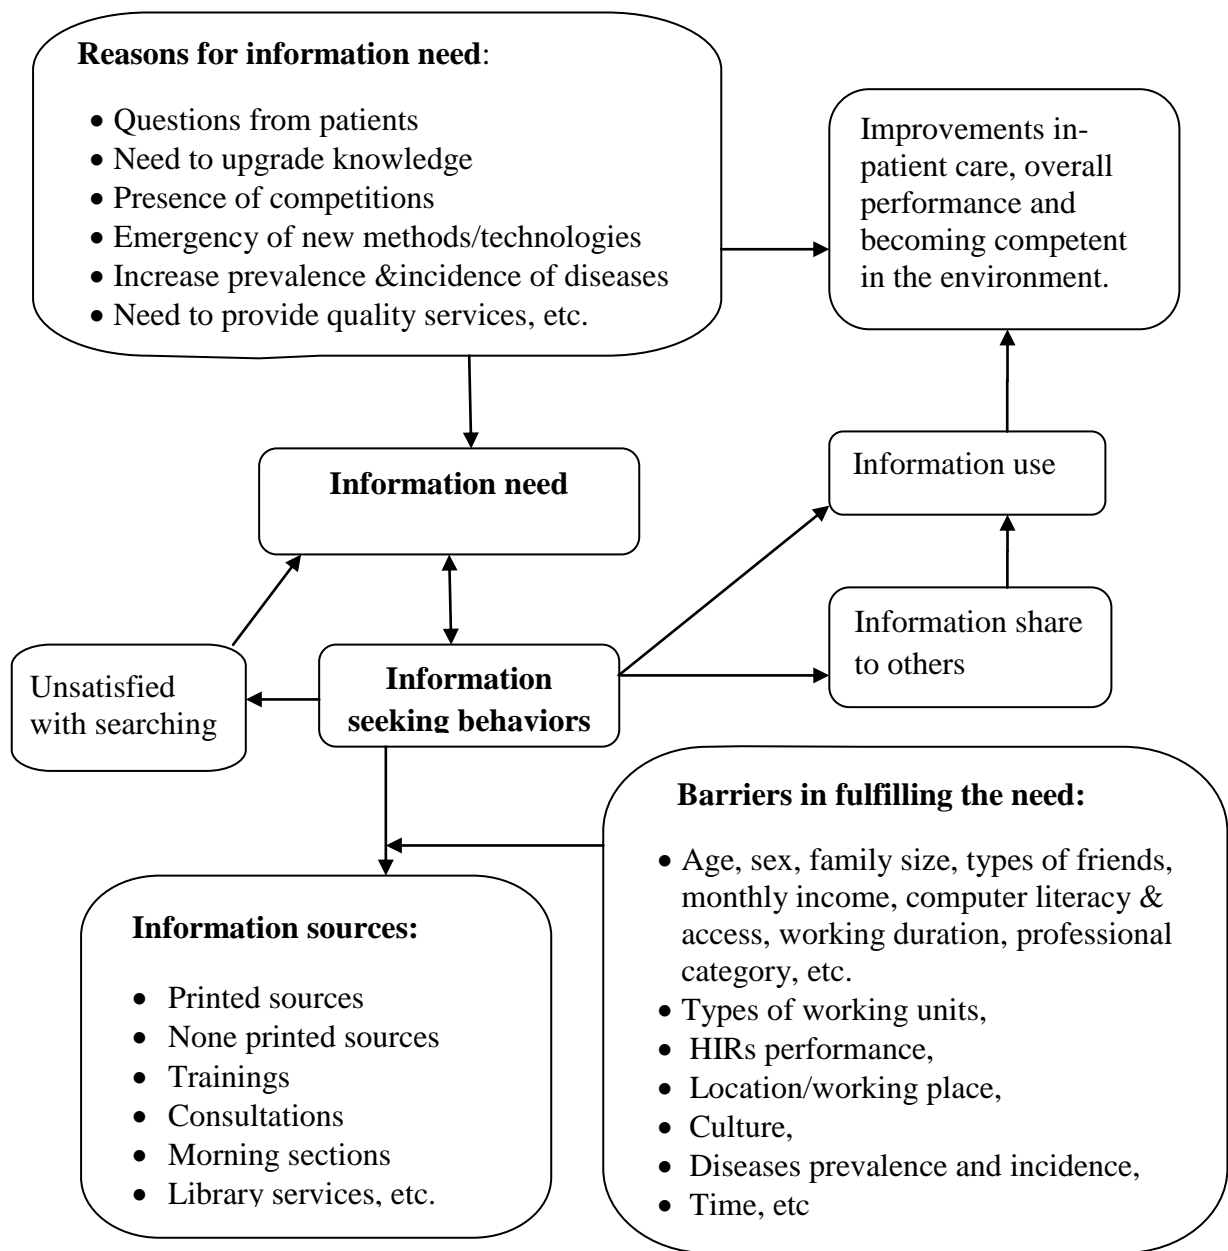 Reasons for information need:
• Questions from patients
• Need to upgrade knowledge
• Presence of competitions
• Emergency of new methods/technologies
• Increase prevalence &incidence of diseases
• Need to provide quality services, etc.
Improvements in-
patient care, overall
performance and
becoming competent
in the environment.
Information need
Information use
Information share
to others
Unsatisfied
with searching
Information
seeking behaviors
Barriers in fulfilling the need:
• Age, sex, family size, types of friends,
monthly income, computer literacy &
access, working duration, professional
category, etc.
• Types of working units,
• HIRs performance,
• Location/working place,
• Culture,
• Diseases prevalence and incidence,
• Time, etc
Information sources:
• Printed sources
• None printed sources
• Trainings
• Consultations
• Morning sections
• Library services, etc.